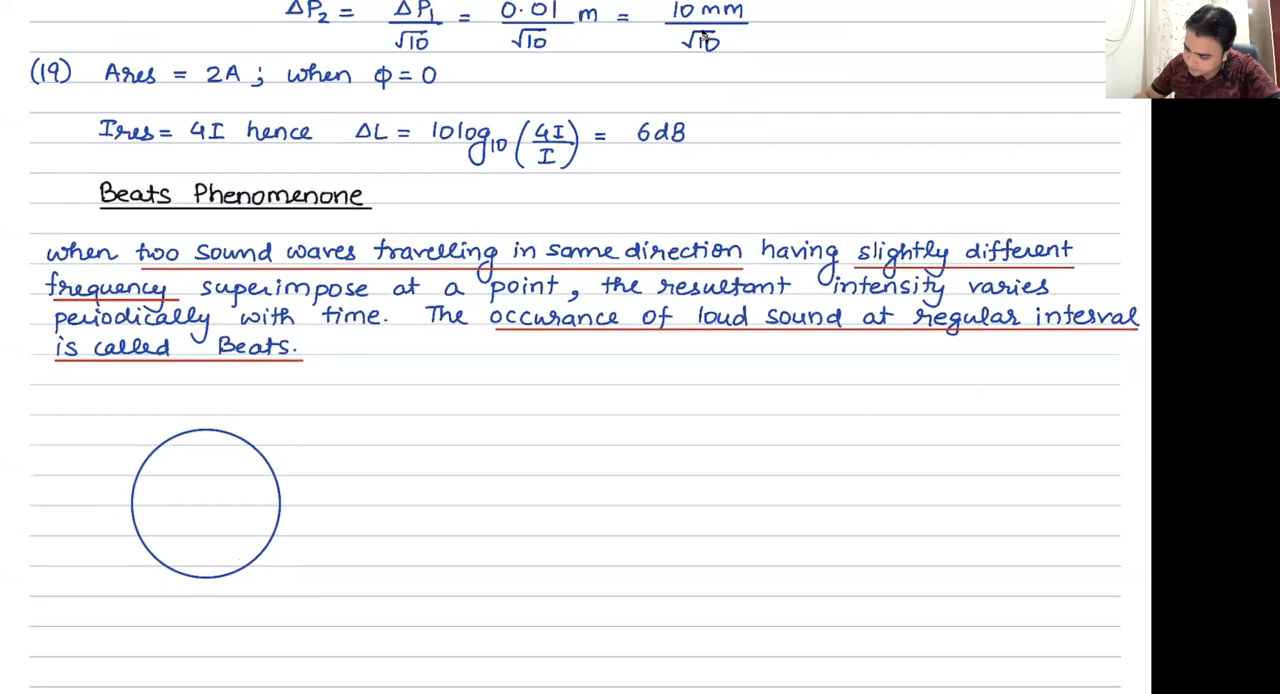 ΔP₂ = ΔP₁/√10 = 0.01/√10 m = 10 mm/√10
(19) Ares = 2A ; when ϕ = 0
Ires = 4I hence ΔL = 10log₁₀ (4I/I) = 6dB
Beats Phenomenone
when two sound waves travelling in same direction having slightly different
frequency superimpose at a point, the resultant intensity varies
periodically with time. The occurance of loud sound at regular interval
is called Beats.